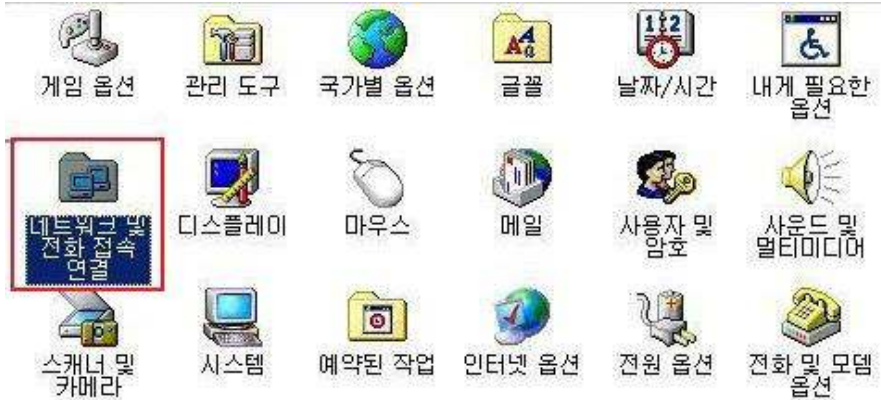 게임 옵션 관리 도구 국가별 옵션 글꼴 날짜/시간 내게 필요한
옵션
네트워크 및 디스플레이 마우스 메일 사용자 및 사운드 및
전화 접속 암호 멀티미디어
연결
스캐너 및 시스템 예약된 작업 인터넷 옵션 전원 옵션 전화 및 모뎀
카메라 옵션